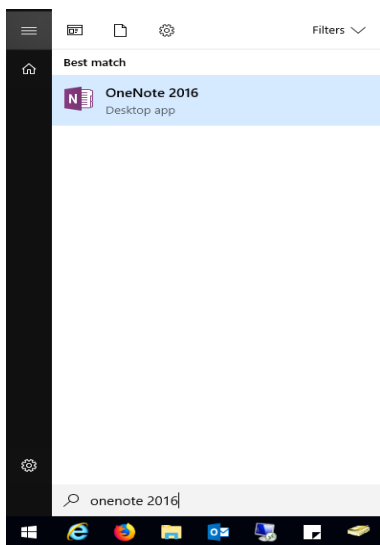 Filters
Best match
N
OneNote 2016
Desktop app
onenote 2016